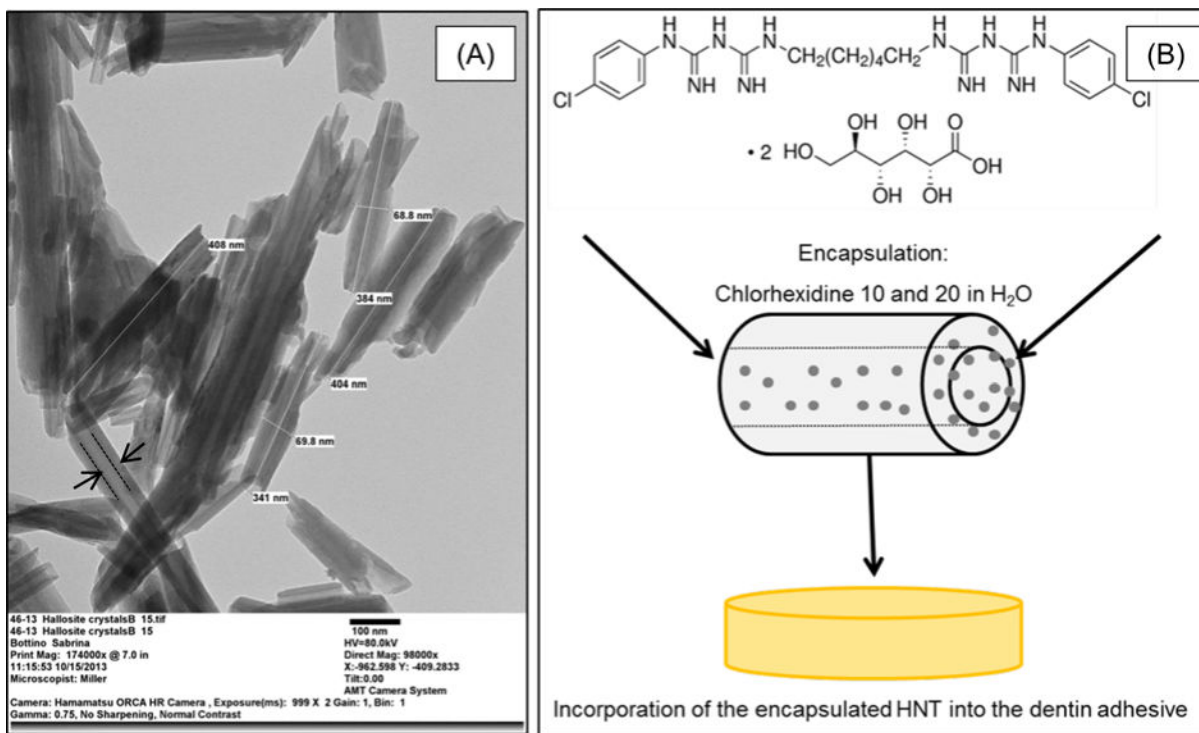 (A)
408 nm
68.8 nm
384 nm
404 nm
69.8 nm
341 nm
46-13 Hallosite crystalsB 15.tif
46-13 Hallosite crystalsB 15
Bottino Sabrina
Print Mag: 174000x @ 7.0 in
11:15:53 10/15/2013
Microscopist: Miller
100 nm
HV=80.0kV
Direct Mag: 98000x
X:-962.598 Y: -409.2833
Tilt:0.00
AMT Camera System
Camera: Hamamatsu ORCA HR Camera , Exposure(ms): 999 X 2 Gain: 1, Bin: 1
Gamma: 0.75, No Sharpening, Normal Contrast
(B)
H H H H H H
N N N CH₂(CH₂)₄CH₂ N N N
Cl NH NH NH NH Cl
OH OH O
• 2 HO OH
OH OH
Encapsulation:
Chlorhexidine 10 and 20 in H₂O
Incorporation of the encapsulated HNT into the dentin adhesive